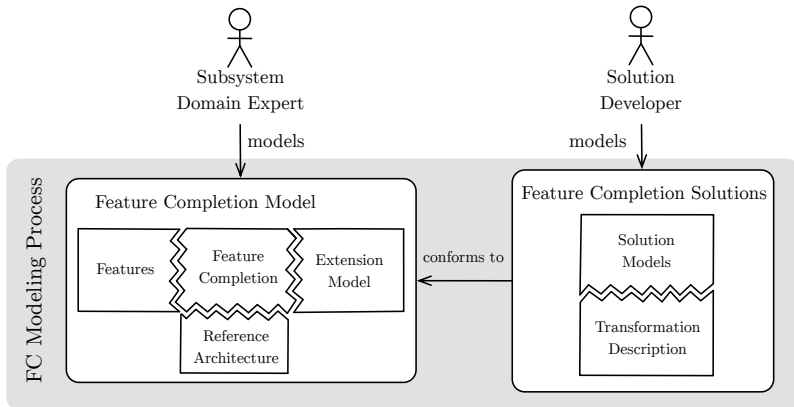 Subsystem
Domain Expert
Solution
Developer
models
models
FC Modeling Process
Feature Completion Model
Features
Feature
Completion
Extension
Model
Reference
Architecture
conforms to
Feature Completion Solutions
Solution
Models
Transformation
Description